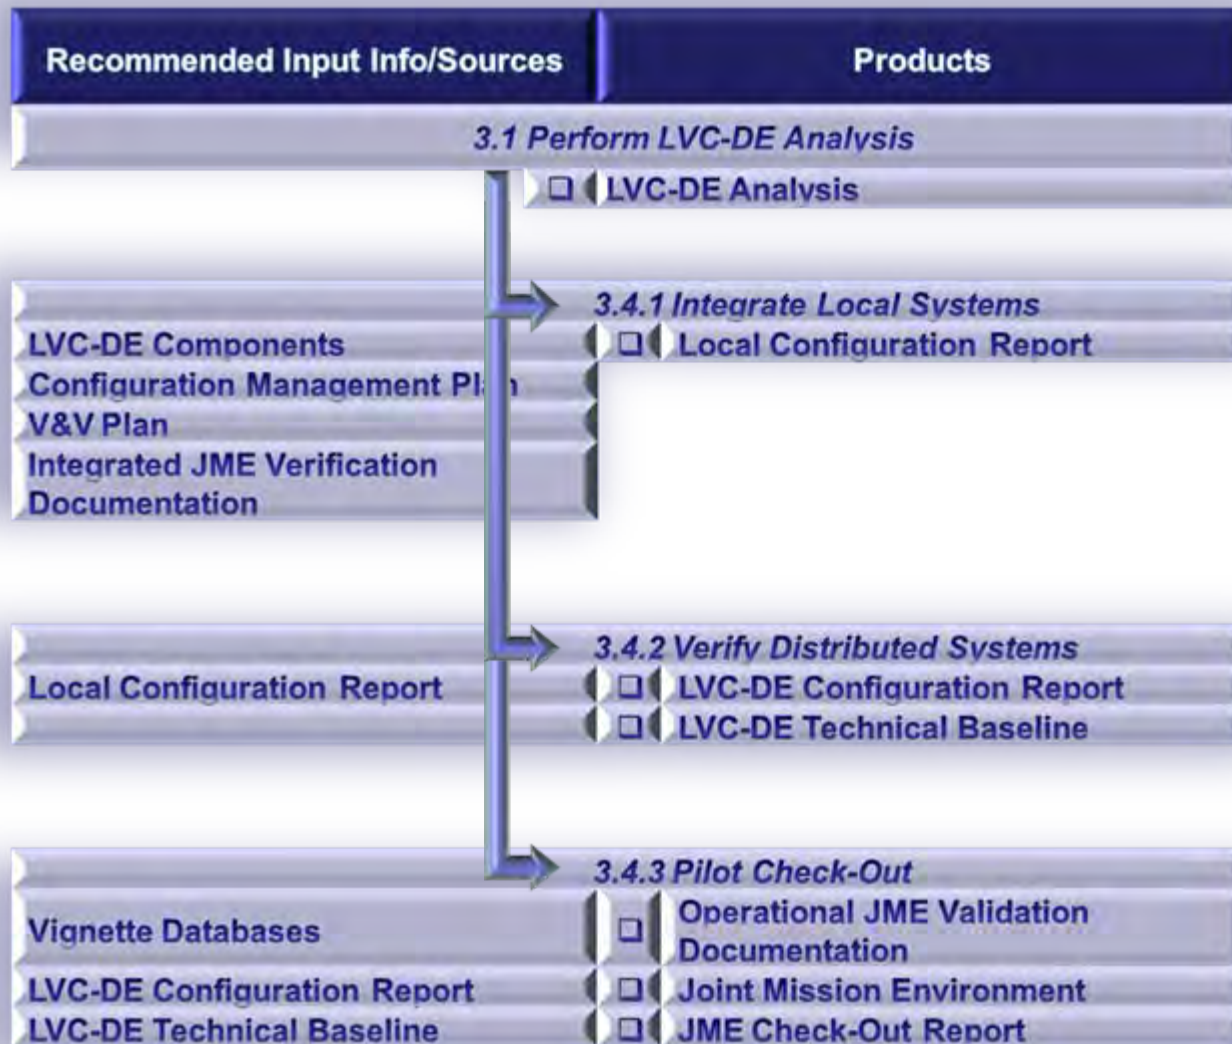 Recommended Input Info/Sources
Products
3.1 Perform LVC-DE Analysis
LVC-DE Analysis
3.4.1 Integrate Local Systems
LVC-DE Components
Local Configuration Report
Configuration Management Plan
V&V Plan
Integrated JME Verification
Documentation
3.4.2 Verify Distributed Systems
Local Configuration Report
LVC-DE Configuration Report
LVC-DE Technical Baseline
3.4.3 Pilot Check-Out
Vignette Databases
Operational JME Validation
Documentation
LVC-DE Configuration Report
Joint Mission Environment
LVC-DE Technical Baseline
JME Check-Out Report